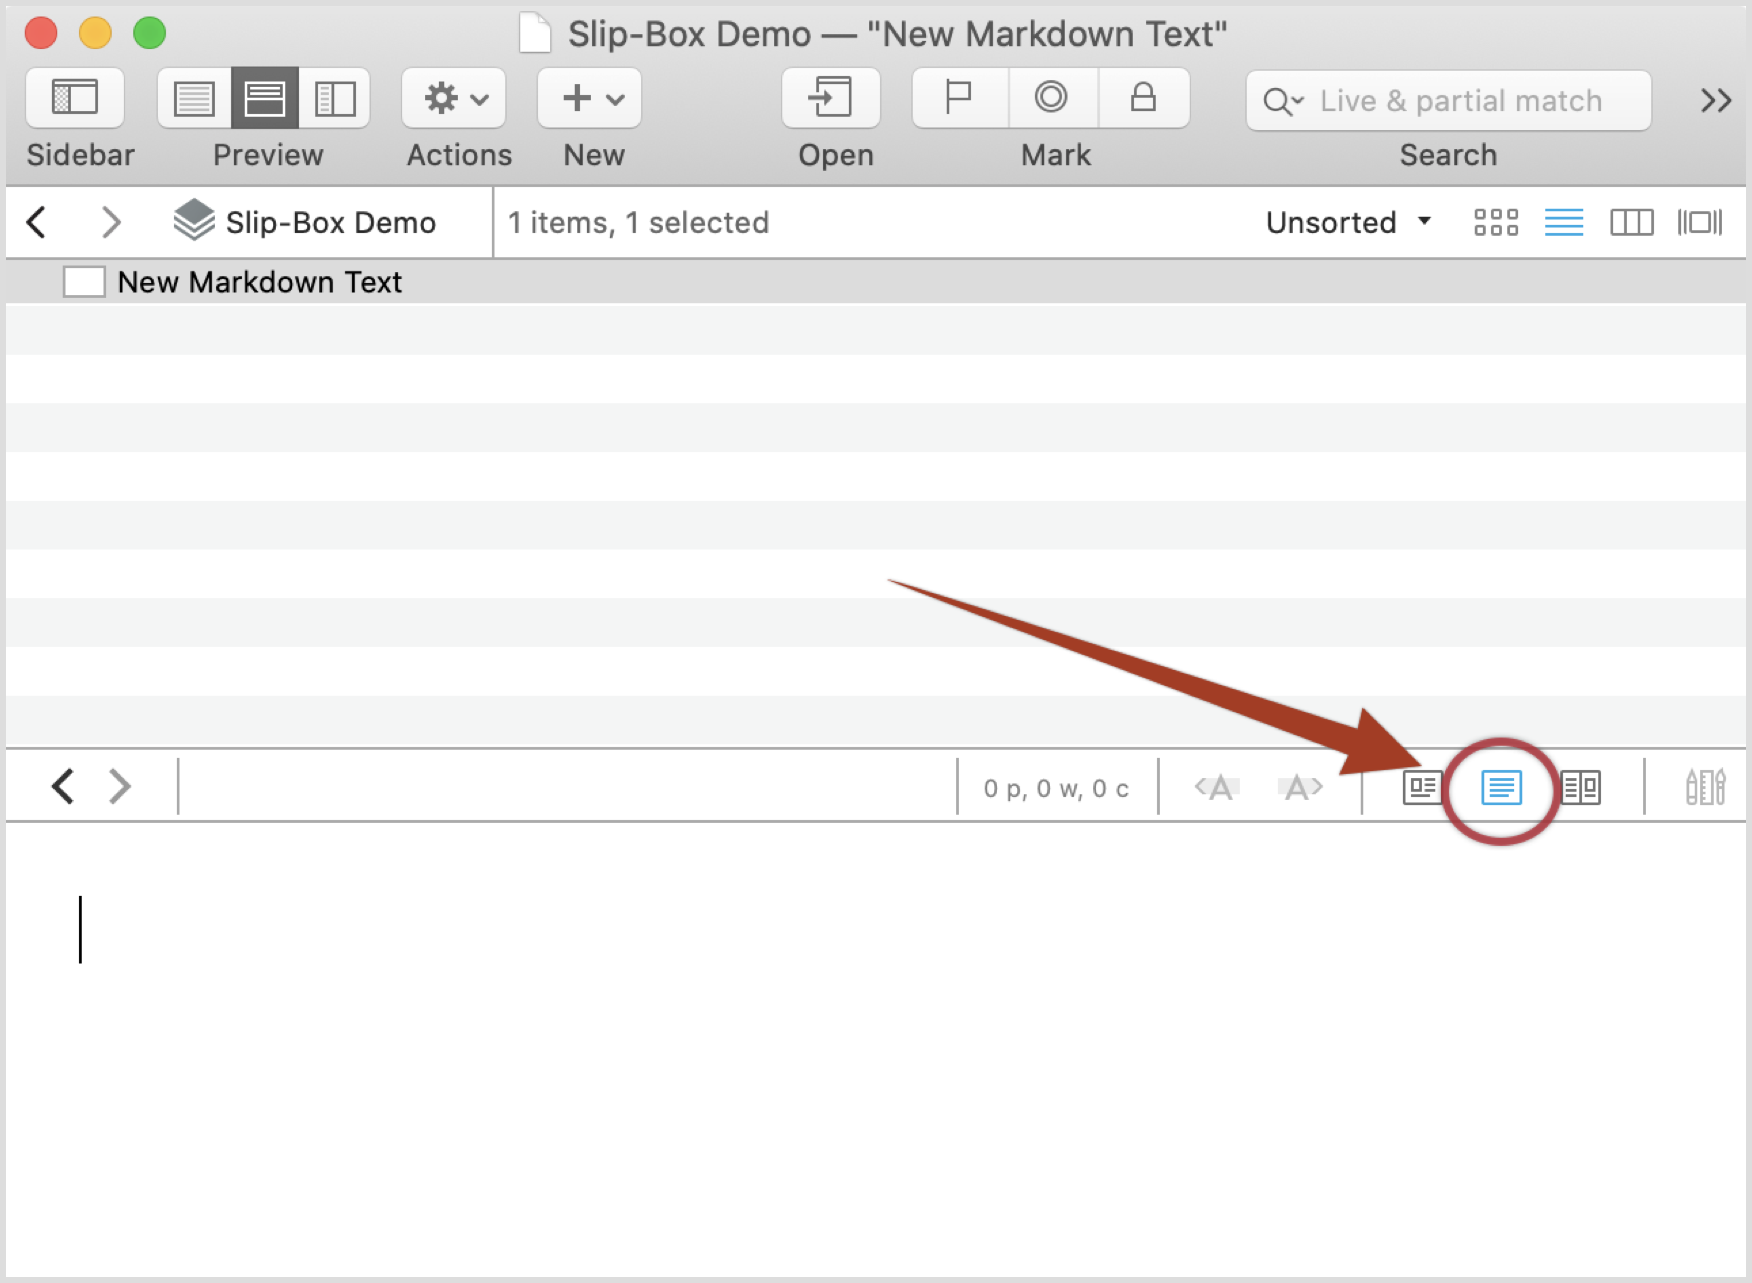 Slip-Box Demo — "New Markdown Text"
Live & partial match
Sidebar Preview Actions New Open Mark Search
Slip-Box Demo 1 items, 1 selected Unsorted
New Markdown Text
0 p, 0 w, 0 c <A A>